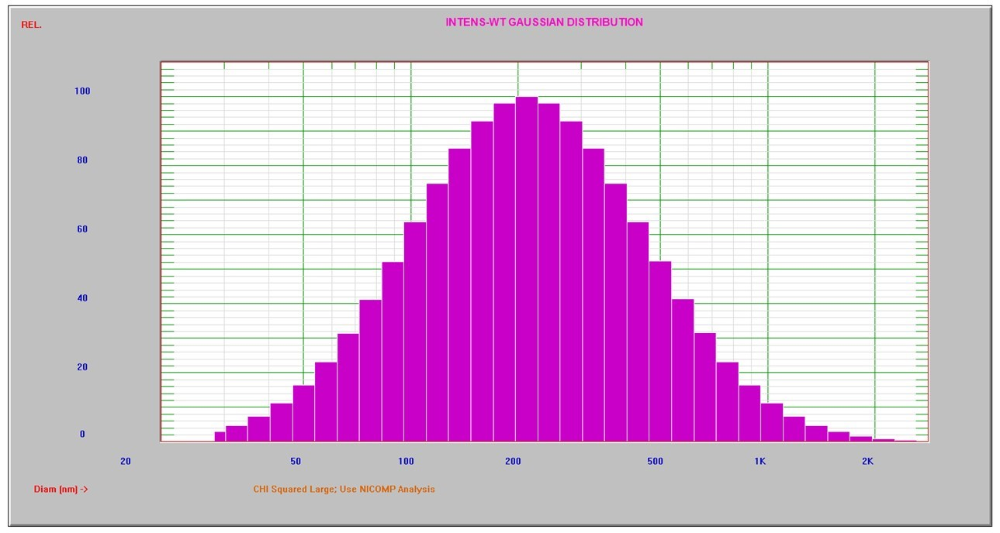 INTENS-WT GAUSSIAN DISTRIBUTION
REL.
100
80
60
40
20
0
20 50 100 200 500 1K 2K
Diam (nm) -> CHI Squared Large; Use NICOMP Analysis